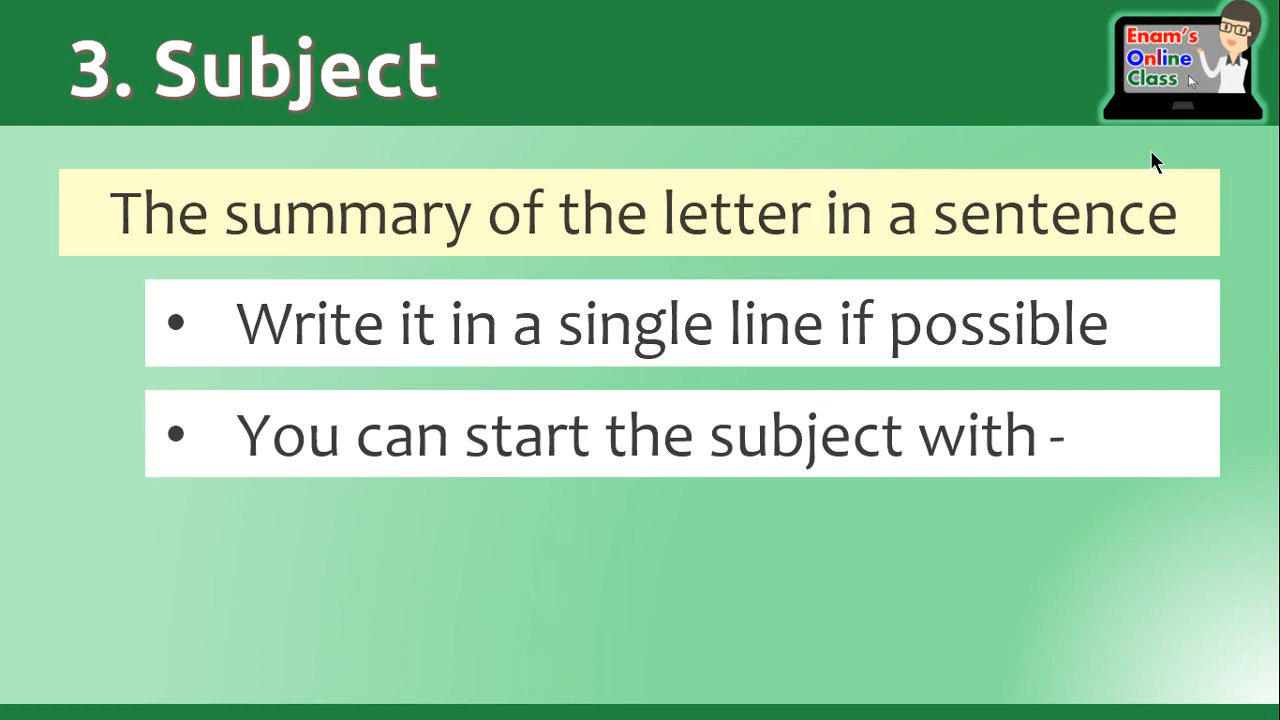 3. Subject
Enam's
Online
Class
The summary of the letter in a sentence
• Write it in a single line if possible
• You can start the subject with -